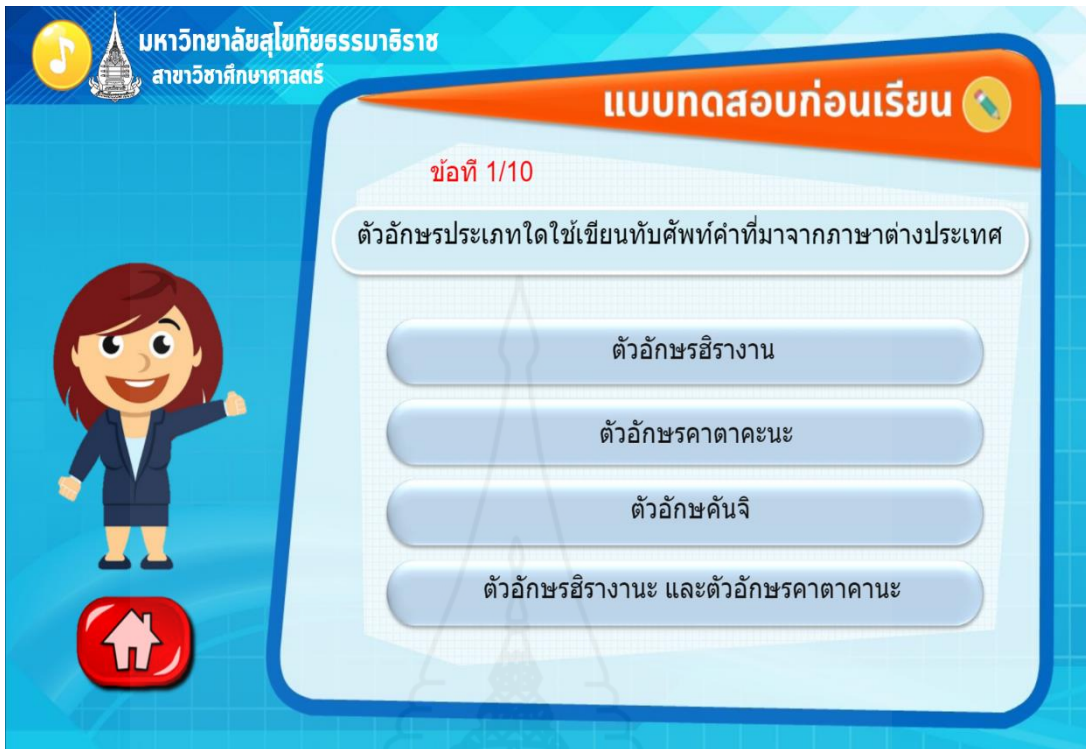 มหาวิทยาลัยสุโขทัยธรรมาธิราช
สาขาวิชาศึกษาศาสตร์
แบบทดสอบก่อนเรียน
ข้อที่ 1/10
ตัวอักษรประเภทใดใช้เขียนทับศัพท์คำที่มาจากภาษาต่างประเทศ
ตัวอักษรฮิรางาน
ตัวอักษรคาตาคะนะ
ตัวอักษคันจิ
ตัวอักษรฮิรางานะ และตัวอักษรคาตาคานะ